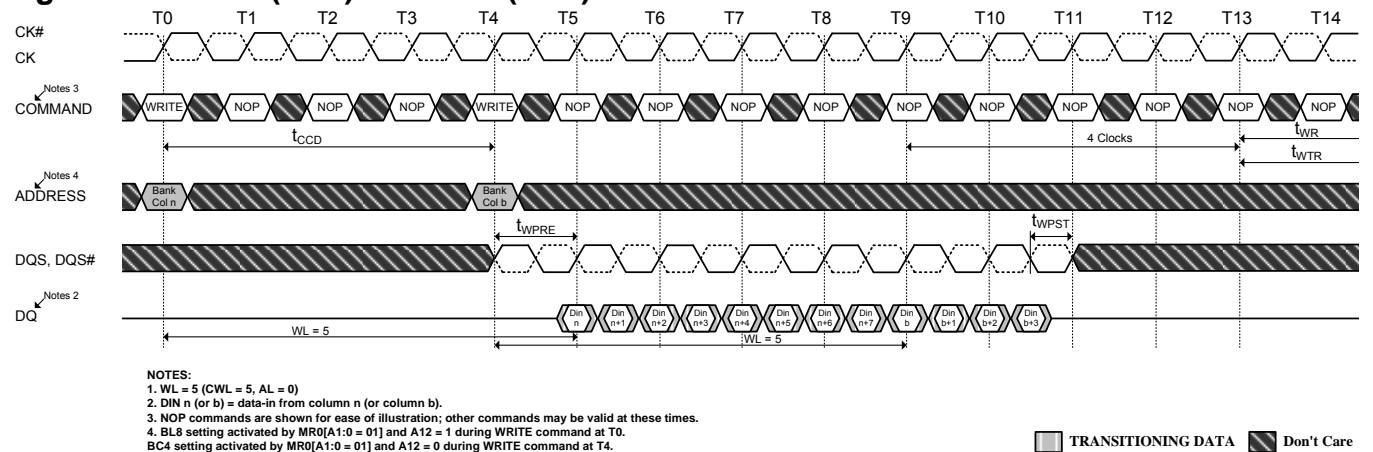 T0 T1 T2 T3 T4 T5 T6 T7 T8 T9 T10 T11 T12 T13 T14
CK#
CK
Notes 3
COMMAND
WRITE NOP NOP NOP WRITE NOP NOP NOP NOP NOP NOP NOP NOP NOP NOP
tCCD
4 Clocks
tWR
tWTR
Notes 4
ADDRESS
Bank Col n
Bank Col b
tWPRE
tWPST
DQS, DQS#
Notes 2
DQ
Din n Din n+1 Din n+2 Din n+3 Din n+4 Din n+5 Din n+6 Din n+7 Din b Din b+1 Din b+2 Din b+3
WL = 5
WL = 5
NOTES:
1. WL = 5 (CWL = 5, AL = 0)
2. DIN n (or b) = data-in from column n (or column b).
3. NOP commands are shown for ease of illustration; other commands may be valid at these times.
4. BL8 setting activated by MR0[A1:0 = 01] and A12 = 1 during WRITE command at T0.
BC4 setting activated by MR0[A1:0 = 01] and A12 = 0 during WRITE command at T4.
TRANSITIONING DATA
Don't Care